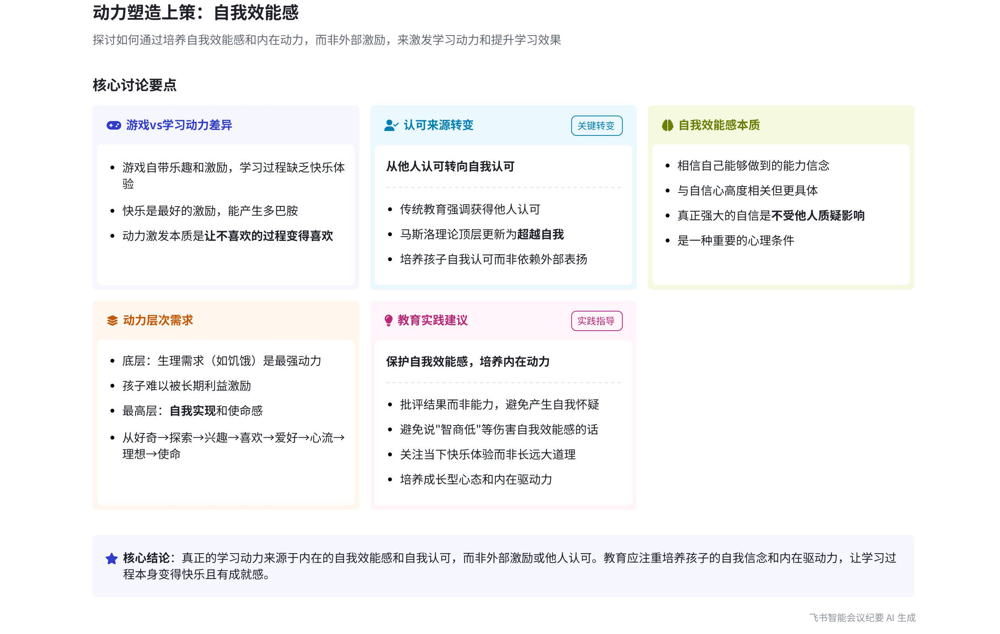 动力塑造上策：自我效能感
探讨如何通过培养自我效能感和内在动力，而非外部激励，来激发学习动力和提升学习效果
核心讨论要点
游戏vs学习动力差异
游戏自带乐趣和激励，学习过程缺乏快乐体
验
快乐是最好的激励，能产生多巴胺
动力激发本质是让不喜欢的过程变得喜欢
认可来源转变
关键转变
从他人认可转向自我认可
传统教育强调获得他人认可
马斯洛理论顶层更新为超越自我
培养孩子自我认可而非依赖外部表扬
自我效能感本质
相信自己能够做到的能力信念
与自信心高度相关但更具体
真正强大的自信是不受他人质疑影响
是一种重要的心理条件
动力层次需求
底层：生理需求（如饥饿）是最强动力
孩子难以被长期利益激励
最高层：自我实现和使命感
从好奇→探索→兴趣→喜欢→爱好→心流→
理想→使命
教育实践建议
实践指导
保护自我效能感，培养内在动力
批评结果而非能力，避免产生自我怀疑
避免说"智商低"等伤害自我效能感的话
关注当下快乐体验而非长远大道理
培养成长型心态和内在驱动力
核心结论：真正的学习动力来源于内在的自我效能感和自我认可，而非外部激励或他人认可。教育应注重培养孩子的自我信念和内在驱动力，让学习过
程本身变得快乐且有成就感。
飞书智能会议纪要 AI 生成